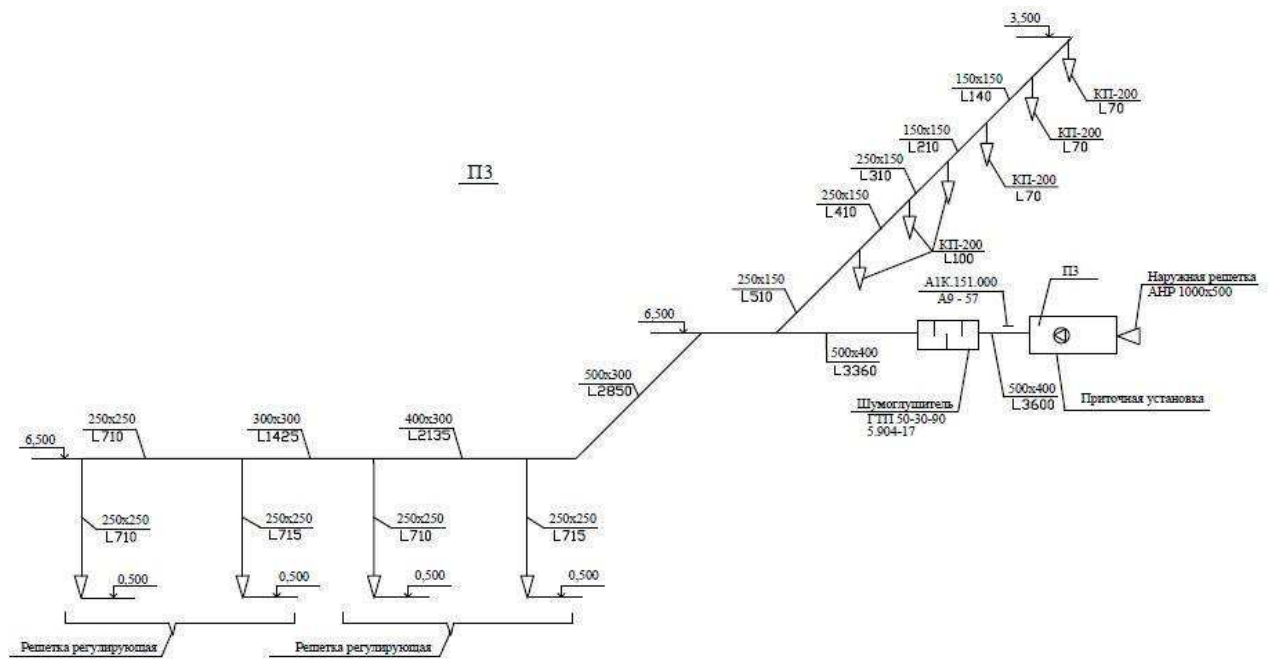 3,500
150x150
L140
КП-200
L70
150x150
L210
КП-200
L70
250x150
L310
КП-200
L70
П3
250x150
L410
КП-200
L100
250x150
L510
А1К.151.000
А9 - 57
П3
Наружная решетка
АНР 1000x500
6,500
500x400
L3360
500x300
L2850
500x400
L3600
Приточная установка
Шумоглушитель
ГТП 50-30-90
5.904-17
250x250
L710
300x300
L1425
400x300
L2135
6,500
250x250
L710
250x250
L715
250x250
L710
250x250
L715
0,500
0,500
0,500
0,500
Решетка регулирующая
Решетка регулирующая